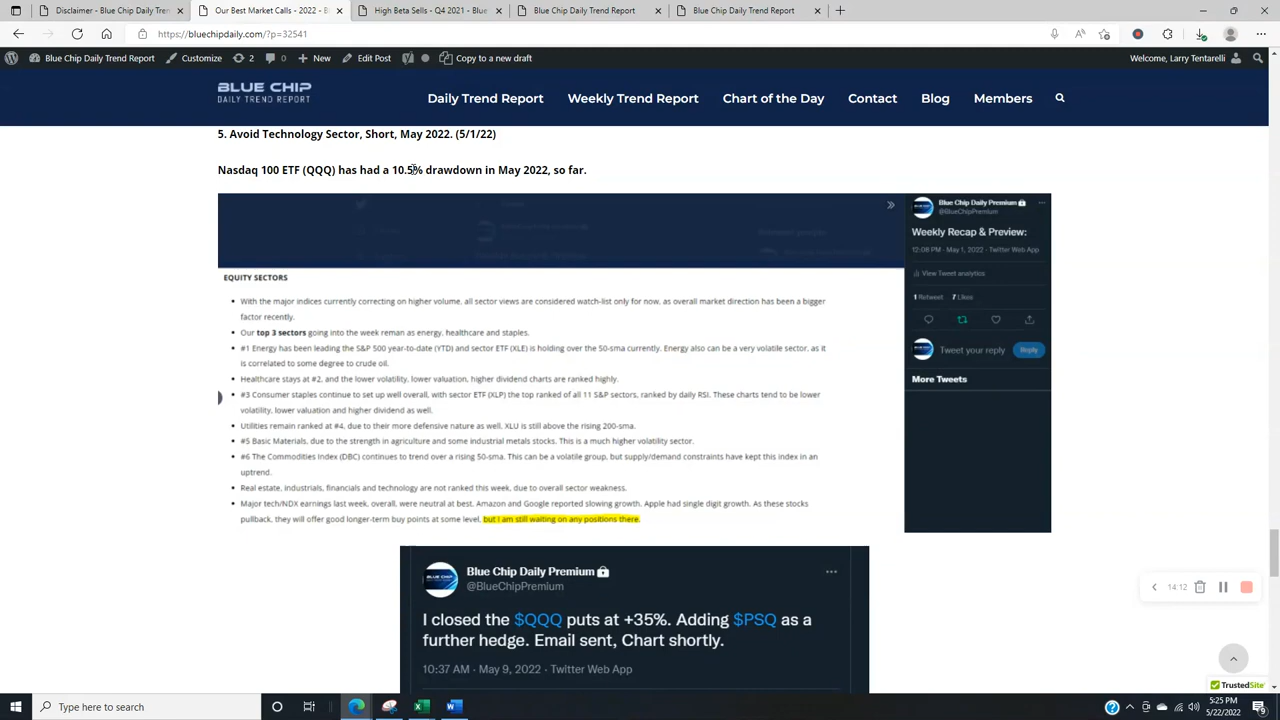 Blue Chip Daily Trend Report -
Our Best Market Calls - 2022 - B
High Beta Sells - Q4 2021 - Blue
Blue Chip Daily Trend Report
Blue Chip Daily Trend Report
https://bluechipdaily.com/?p=32541
Blue Chip Daily Trend Report
Customize
2
0
New
Edit Post
Copy to a new draft
Welcome, Larry Tentarelli
BLUE CHIP
DAILY TREND REPORT
Daily Trend Report
Weekly Trend Report
Chart of the Day
Contact
Blog
Members
5. Avoid Technology Sector, Short, May 2022. (5/1/22)
Nasdaq 100 ETF (QQQ) has had a 10.5% drawdown in May 2022, so far.
EQUITY SECTORS
With the major indices currently correcting on higher volume, all sector views are considered watch-list only for now, as overall market direction has been a bigger
factor recently.
Our top 3 sectors going into the week reman as energy, healthcare and staples.
#1 Energy has been leading the S&P 500 year-to-date (YTD) and sector ETF (XLE) is holding over the 50-sma currently. Energy also can be a very volatile sector, as it
is correlated to some degree to crude oil.
Healthcare stays at #2, and the lower volatility, lower valuation, higher dividend charts are ranked highly.
#3 Consumer staples continue to set up well overall, with sector ETF (XLP) the top ranked of all 11 S&P sectors, ranked by daily RSI. These charts tend to be lower
volatility, lower valuation and higher dividend as well.
Utilities remain ranked at #4, due to their more defensive nature as well. XLU is still above the rising 200-sma.
#5 Basic Materials, due to the strength in agriculture and some industrial metals stocks. This is a much higher volatility sector.
#6 The Commodities Index (DBC) continues to trend over a rising 50-sma. This can be a volatile group, but supply/demand constraints have kept this index in an
uptrend.
Real estate, industrials, financials and technology are not ranked this week, due to overall sector weakness.
Major tech/NDX earnings last week, overall, were neutral at best. Amazon and Google reported slowing growth. Apple had single digit growth. As these stocks
pullback, they will offer good longer-term buy points at some level, but I am still waiting on any positions there.
Blue Chip Daily Premium
@BlueChipPremium
Weekly Recap & Preview:
12:08 PM · May 1, 2022 · Twitter Web App
View Tweet analytics
1 Retweet 7 Likes
Tweet your reply
Reply
More Tweets
Blue Chip Daily Premium
@BlueChipPremium
I closed the $QQQ puts at +35%. Adding $PSQ as a
further hedge. Email sent, Chart shortly.
10:37 AM · May 9, 2022 · Twitter Web App
14:12
TrustedSite
Type here to search
5:25 PM
5/22/2022